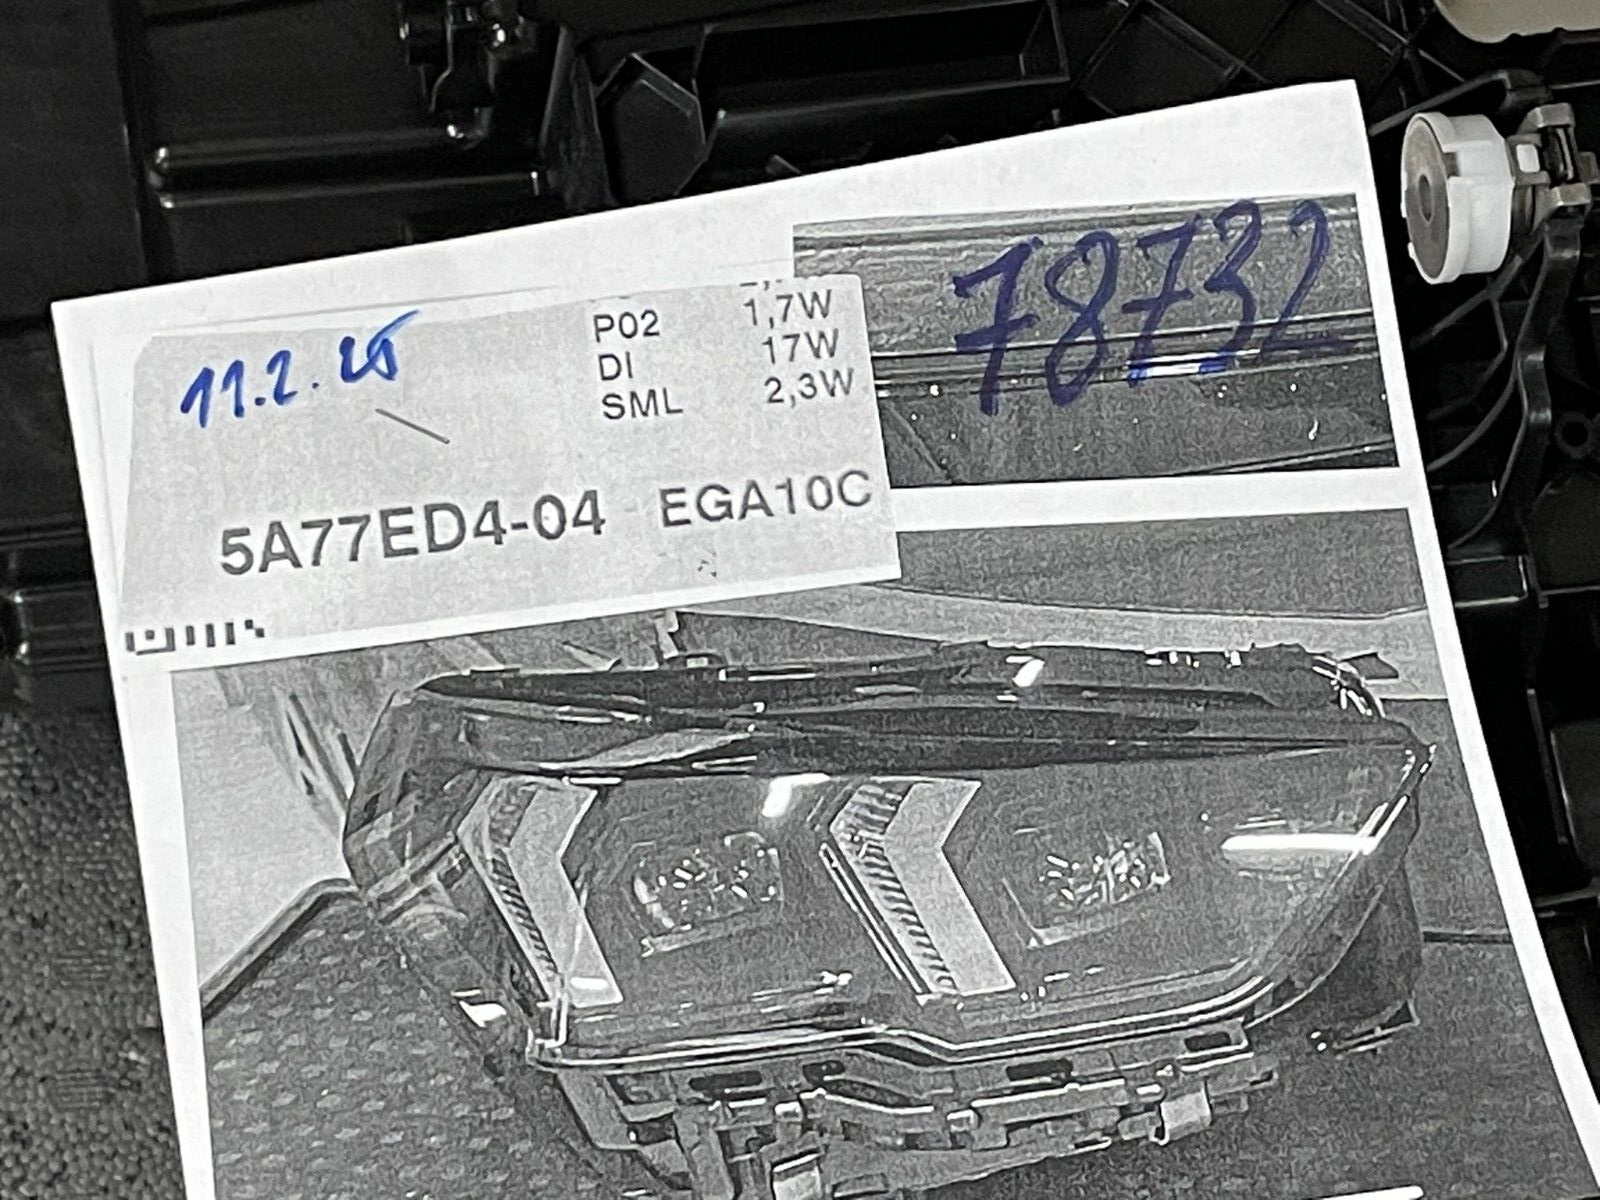 78732
11.2.25
P02 1,7W
DI 17W
SML 2,3W
5A77ED4-04 EGA10C